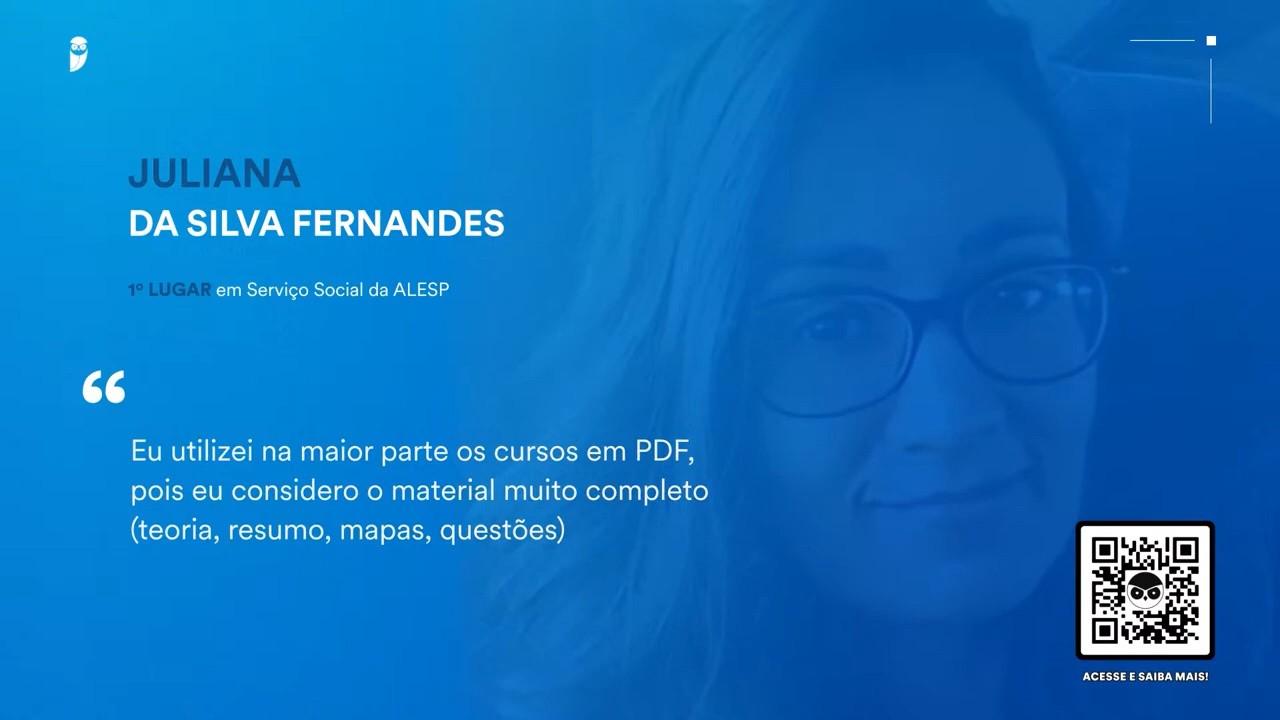 JULIANA
DA SILVA FERNANDES
1º LUGAR em Serviço Social da ALESP
“
Eu utilizei na maior parte os cursos em PDF,
pois eu considero o material muito completo
(teoria, resumo, mapas, questões)
ACESSE E SAIBA MAIS!